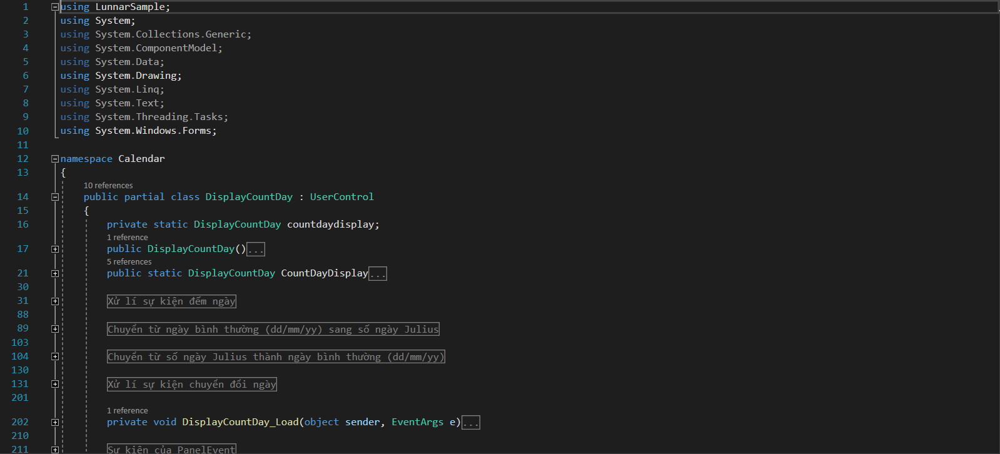 1 using LunnarSample;
2 using System;
3 using System.Collections.Generic;
4 using System.ComponentModel;
5 using System.Data;
6 using System.Drawing;
7 using System.Linq;
8 using System.Text;
9 using System.Threading.Tasks;
10 using System.Windows.Forms;
11
12 namespace Calendar
13 {
10 references
14 public partial class DisplayCountDay : UserControl
15 {
16 private static DisplayCountDay countdaydisplay;
1 reference
17 public DisplayCountDay()...
5 references
21 public static DisplayCountDay CountDayDisplay...
30
31 Xử lí sự kiện đếm ngày
88
89 Chuyển từ ngày bình thường (dd/mm/yy) sang số ngày Julius
103
104 Chuyển từ số ngày Julius thành ngày bình thường (dd/mm/yy)
130
131 Xử lí sự kiện chuyển đổi ngày
201
1 reference
202 private void DisplayCountDay_Load(object sender, EventArgs e)...
210
211 Sự kiện của PanelEvent